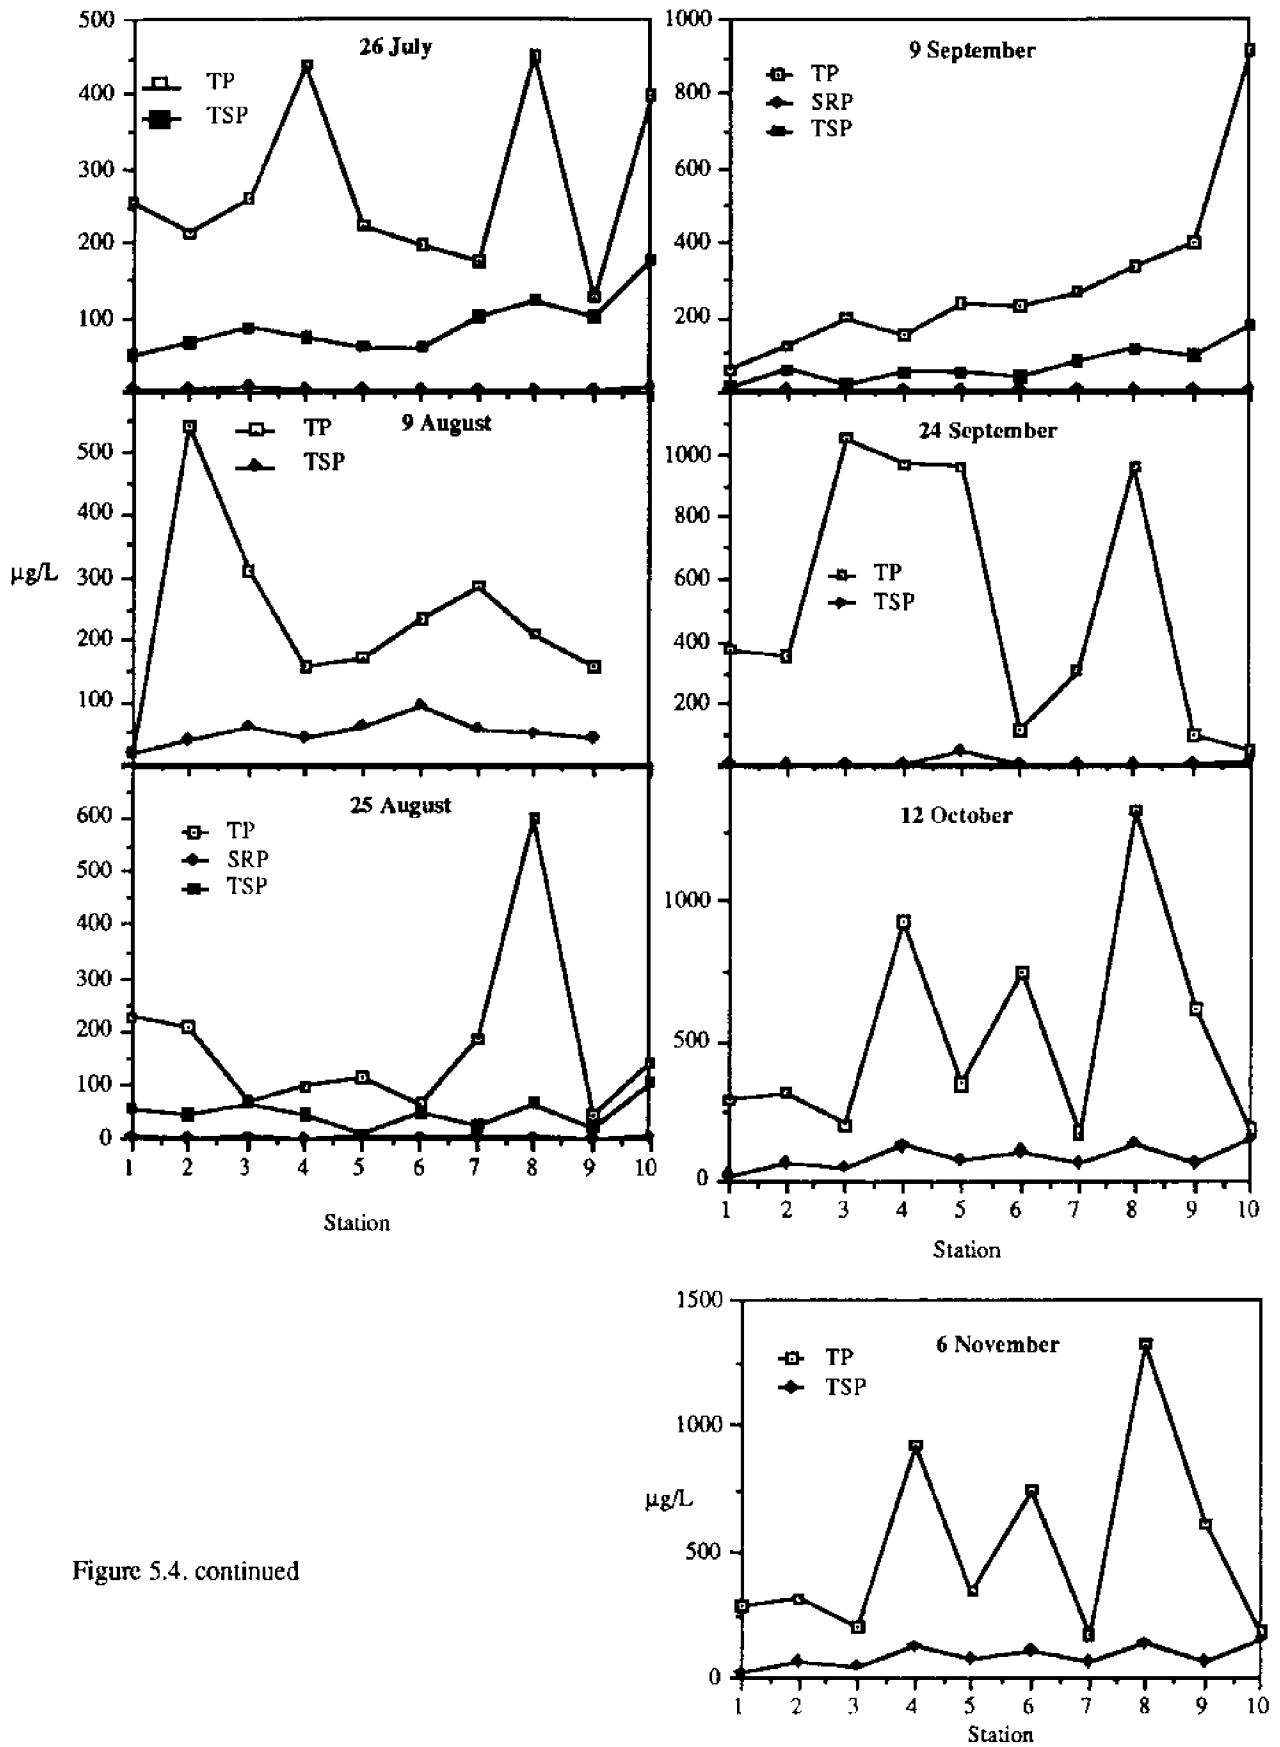 500
400
300
200
100
26 July
TP
TSP
9 August
TP
TSP
500
400
300
200
100
µg/L
25 August
TP
SRP
TSP
600
500
400
300
200
100
0
1 2 3 4 5 6 7 8 9 10
Station
1000
800
600
400
200
9 September
TP
SRP
TSP
24 September
1000
800
600
400
200
TP
TSP
12 October
1000
500
0
1 2 3 4 5 6 7 8 9 10
Station
1500
1000
500
0
6 November
TP
TSP
µg/L
1 2 3 4 5 6 7 8 9 10
Station
Figure 5.4. continued